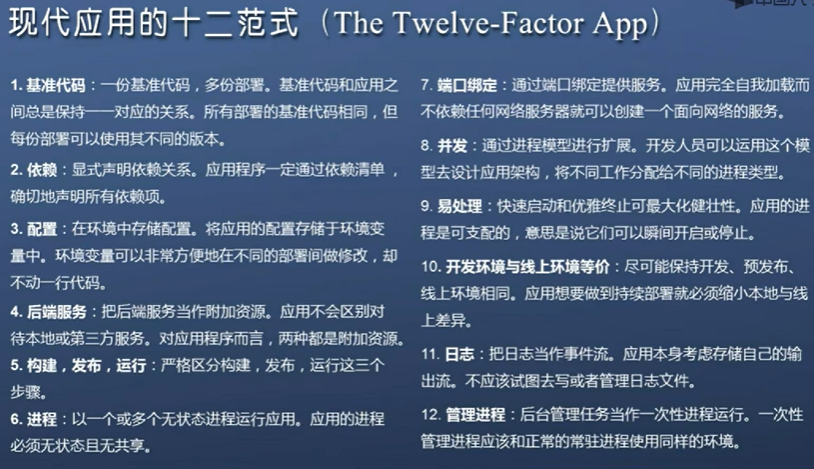 现代应用的十二范式（The Twelve-Factor App）
1. 基准代码：一份基准代码，多份部署。基准代码和应用之
间总是保持一一对应的关系。所有部署的基准代码相同，但
每份部署可以使用其不同的版本。
2. 依赖：显式声明依赖关系。应用程序一定通过依赖清单，
确切地声明所有依赖项。
3. 配置：在环境中存储配置。将应用的配置存储于环境变
量中。环境变量可以非常方便地在不同的部署间做修改，却
不动一行代码。
4. 后端服务：把后端服务当作附加资源。应用不会区别对
待本地或第三方服务。对应用程序而言，两种都是附加资源。
5. 构建，发布，运行：严格区分构建，发布，运行这三个
步骤。
6. 进程：以一个或多个无状态进程运行应用。应用的进程
必须无状态且无共享。
7. 端口绑定：通过端口绑定提供服务。应用完全自我加载而
不依赖任何网络服务器就可以创建一个面向网络的服务。
8. 并发：通过进程模型进行扩展。开发人员可以运用这个模
型去设计应用架构，将不同工作分配给不同的进程类型。
9. 易处理：快速启动和优雅终止可最大化健壮性。应用的进
程是可支配的，意思是说它们可以瞬间开启或停止。
10. 开发环境与线上环境等价：尽可能保持开发、预发布、
线上环境相同。应用想要做到持续部署就必须缩小本地与线
上差异。
11. 日志：把日志当作事件流。应用本身考虑存储自己的输
出流。不应该试图去写或者管理日志文件。
12. 管理进程：后台管理任务当作一次性进程运行。一次性
管理进程应该和正常的常驻进程使用同样的环境。